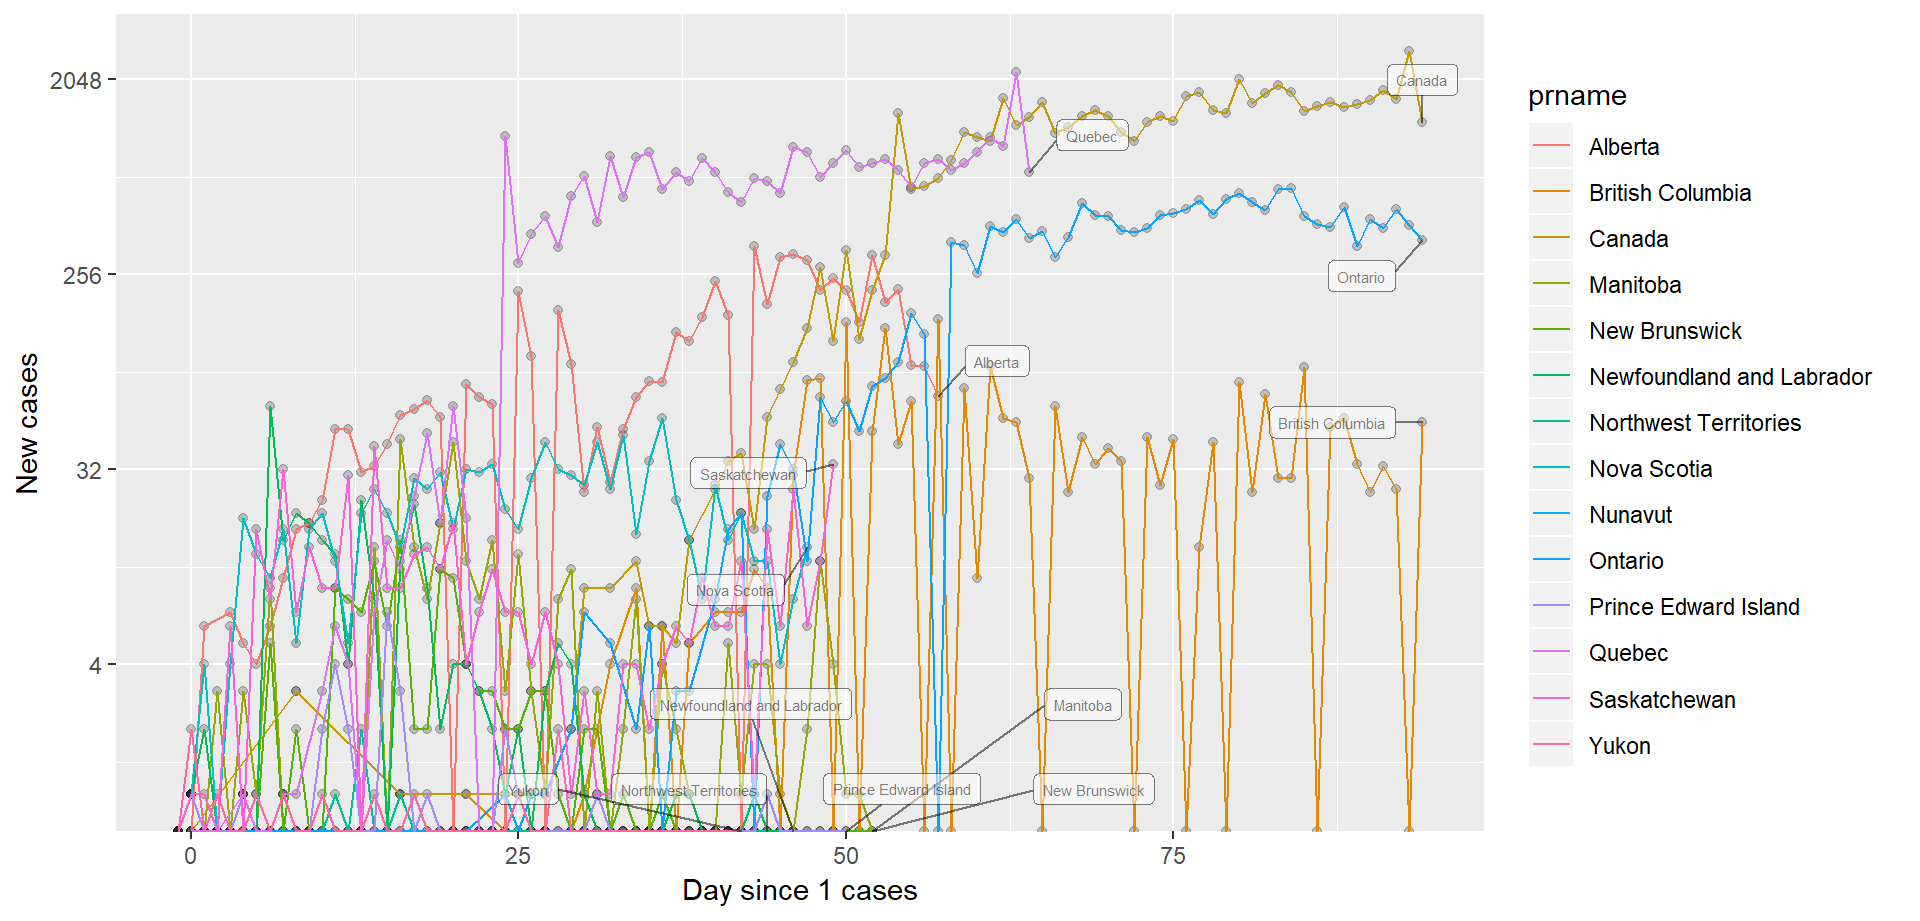 2048
256
32
4
0
25
50
75
New cases
Day since 1 cases
Canada
Quebec
Ontario
Alberta
British Columbia
Saskatchewan
Nova Scotia
Newfoundland and Labrador
Manitoba
Yukon
Northwest Territories
Prince Edward Island
New Brunswick
prname
Alberta
British Columbia
Canada
Manitoba
New Brunswick
Newfoundland and Labrador
Northwest Territories
Nova Scotia
Nunavut
Ontario
Prince Edward Island
Quebec
Saskatchewan
Yukon